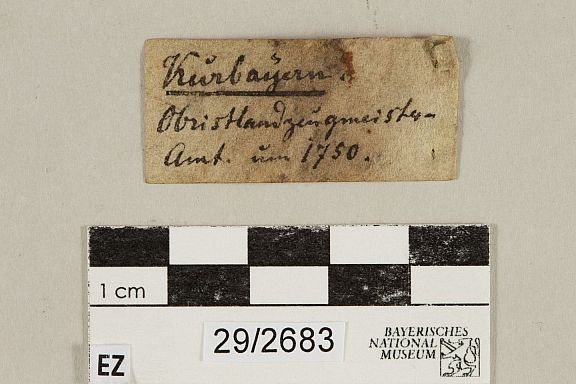 Kurbayern.
Obristlandzeugmeister-
Amt. um 1750.
1 cm
29/2683
BAYERISCHES
NATIONAL
MUSEUM
EZ